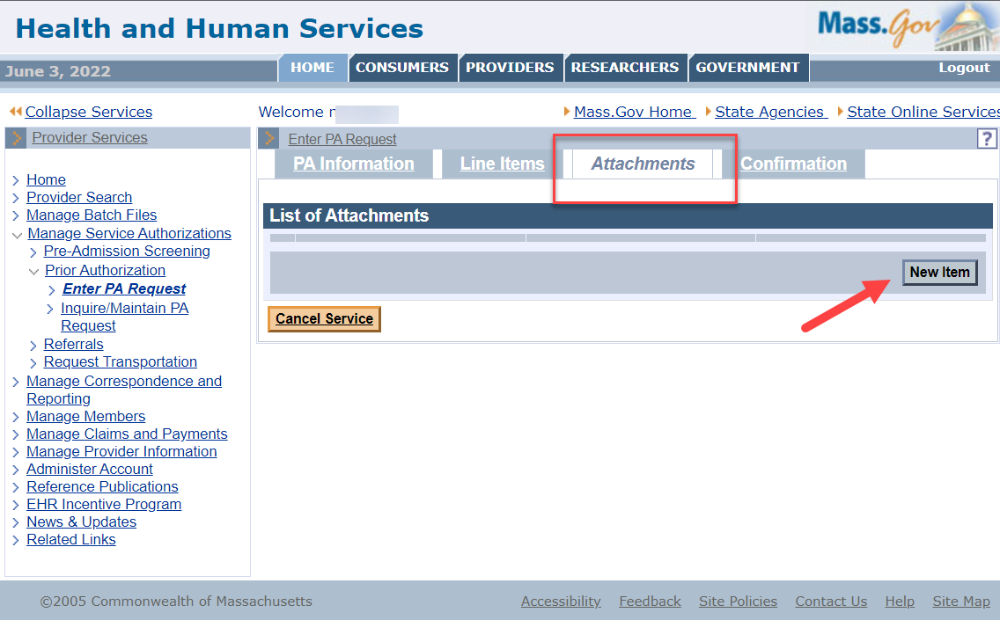 Health and Human Services
Mass.Gov
June 3, 2022
HOME CONSUMERS PROVIDERS RESEARCHERS GOVERNMENT
Logout
Collapse Services
Welcome
Mass.Gov Home State Agencies State Online Services
Provider Services
Home
Provider Search
Manage Batch Files
Manage Service Authorizations
Pre-Admission Screening
Prior Authorization
Enter PA Request
Inquire/Maintain PA
Request
Referrals
Request Transportation
Manage Correspondence and
Reporting
Manage Members
Manage Claims and Payments
Manage Provider Information
Administer Account
Reference Publications
EHR Incentive Program
News & Updates
Related Links
Enter PA Request
?
PA Information Line Items Attachments Confirmation
List of Attachments
New Item
Cancel Service
©2005 Commonwealth of Massachusetts
Accessibility Feedback Site Policies Contact Us Help Site Map